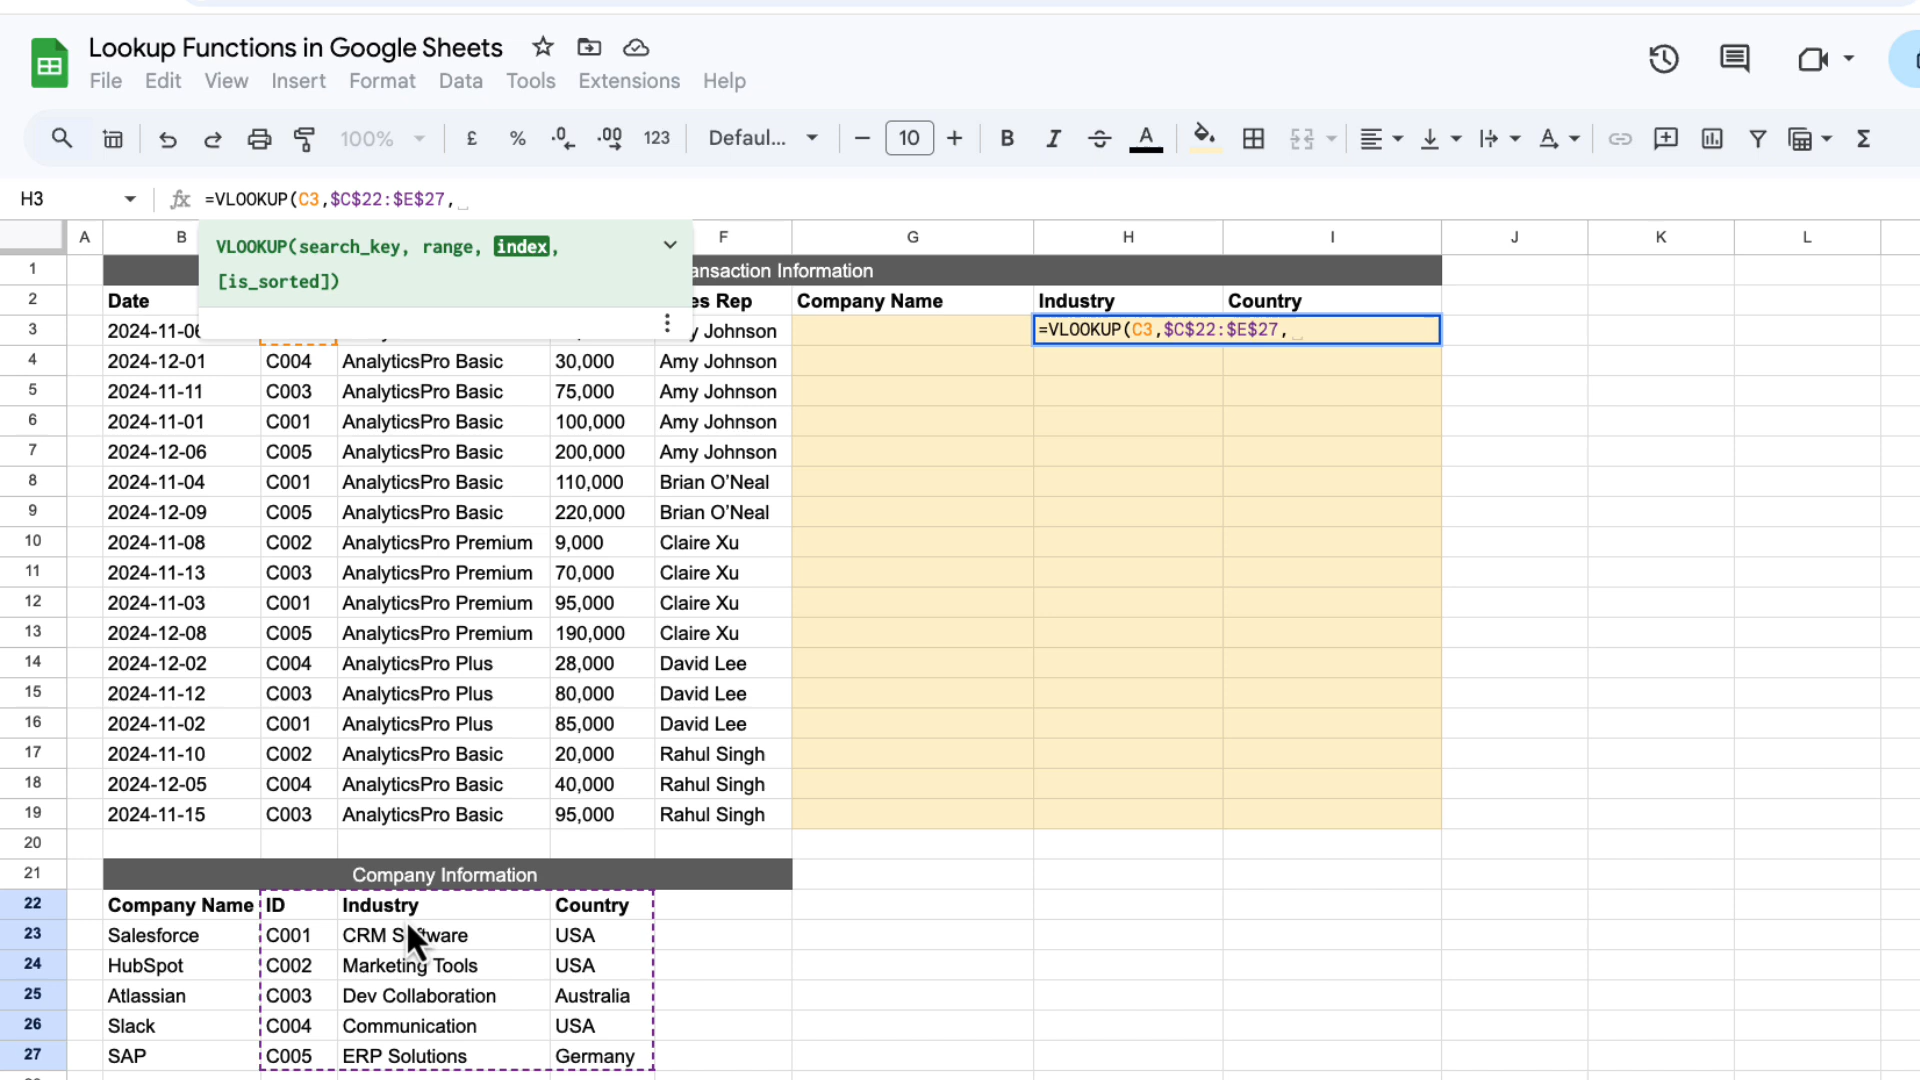 Lookup Functions in Google Sheets
File Edit View Insert Format Data Tools Extensions Help
100% £ % .0 .00 123 Defaul... 10 B I A A Σ
H3 fx =VLOOKUP(C3,$C$22:$E$27,
A B F G H I J K L
VLOOKUP(search_key, range, index,
[is_sorted])
1 ansaction Information
2 Date es Rep Company Name Industry Country
3 2024-11-06 y Johnson =VLOOKUP(C3,$C$22:$E$27,
4 2024-12-01 C004 AnalyticsPro Basic 30,000 Amy Johnson
5 2024-11-11 C003 AnalyticsPro Basic 75,000 Amy Johnson
6 2024-11-01 C001 AnalyticsPro Basic 100,000 Amy Johnson
7 2024-12-06 C005 AnalyticsPro Basic 200,000 Amy Johnson
8 2024-11-04 C001 AnalyticsPro Basic 110,000 Brian O'Neal
9 2024-12-09 C005 AnalyticsPro Basic 220,000 Brian O'Neal
10 2024-11-08 C002 AnalyticsPro Premium 9,000 Claire Xu
11 2024-11-13 C003 AnalyticsPro Premium 70,000 Claire Xu
12 2024-11-03 C001 AnalyticsPro Premium 95,000 Claire Xu
13 2024-12-08 C005 AnalyticsPro Premium 190,000 Claire Xu
14 2024-12-02 C004 AnalyticsPro Plus 28,000 David Lee
15 2024-11-12 C003 AnalyticsPro Plus 80,000 David Lee
16 2024-11-02 C001 AnalyticsPro Plus 85,000 David Lee
17 2024-11-10 C002 AnalyticsPro Basic 20,000 Rahul Singh
18 2024-12-05 C004 AnalyticsPro Basic 40,000 Rahul Singh
19 2024-11-15 C003 AnalyticsPro Basic 95,000 Rahul Singh
20
21 Company Information
22 Company Name ID Industry Country
23 Salesforce C001 CRM Software USA
24 HubSpot C002 Marketing Tools USA
25 Atlassian C003 Dev Collaboration Australia
26 Slack C004 Communication USA
27 SAP C005 ERP Solutions Germany